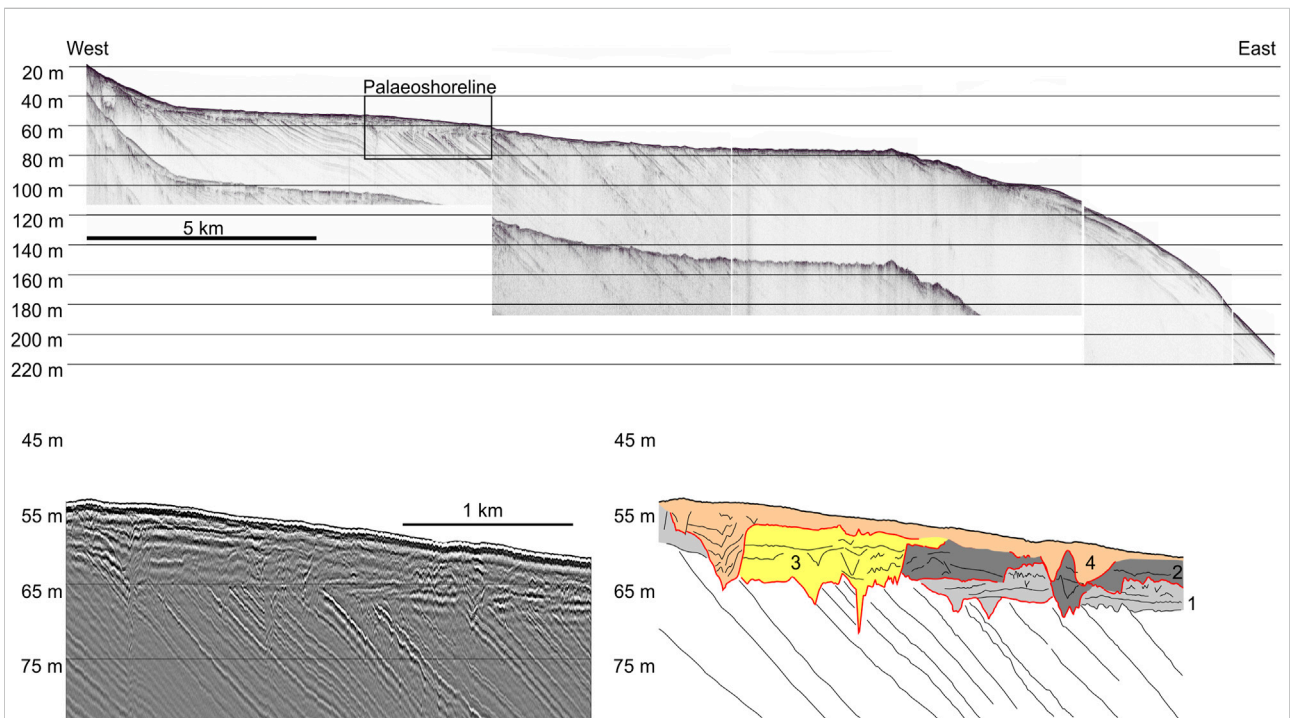 West
East
20 m
Palaeoshoreline
40 m
60 m
80 m
100 m
120 m
5 km
140 m
160 m
180 m
200 m
220 m
45 m
45 m
1 km
55 m
55 m
3
4
2
65 m
65 m
1
75 m
75 m